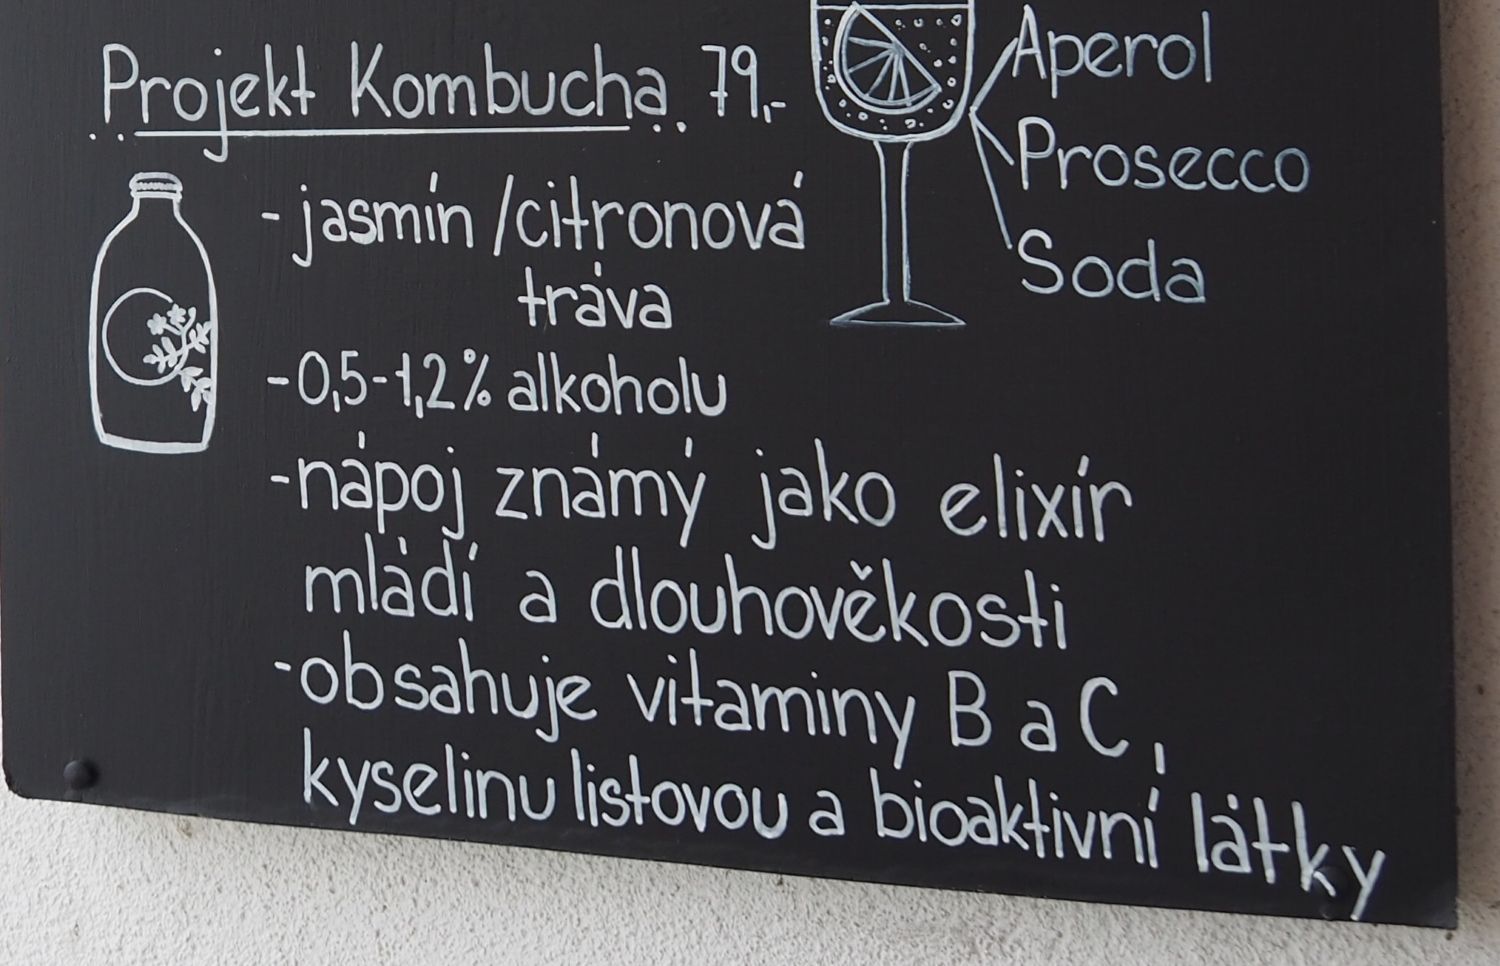 Projekt Kombucha 79,-
- jasmín / citronová
tráva
- 0,5-1,2% alkoholu
- nápoj známý jako elixír
mládí a dlouhověkosti
- obsahuje vitaminy B a C,
kyselinu listovou a bioaktivní látky
Aperol
Prosecco
Soda